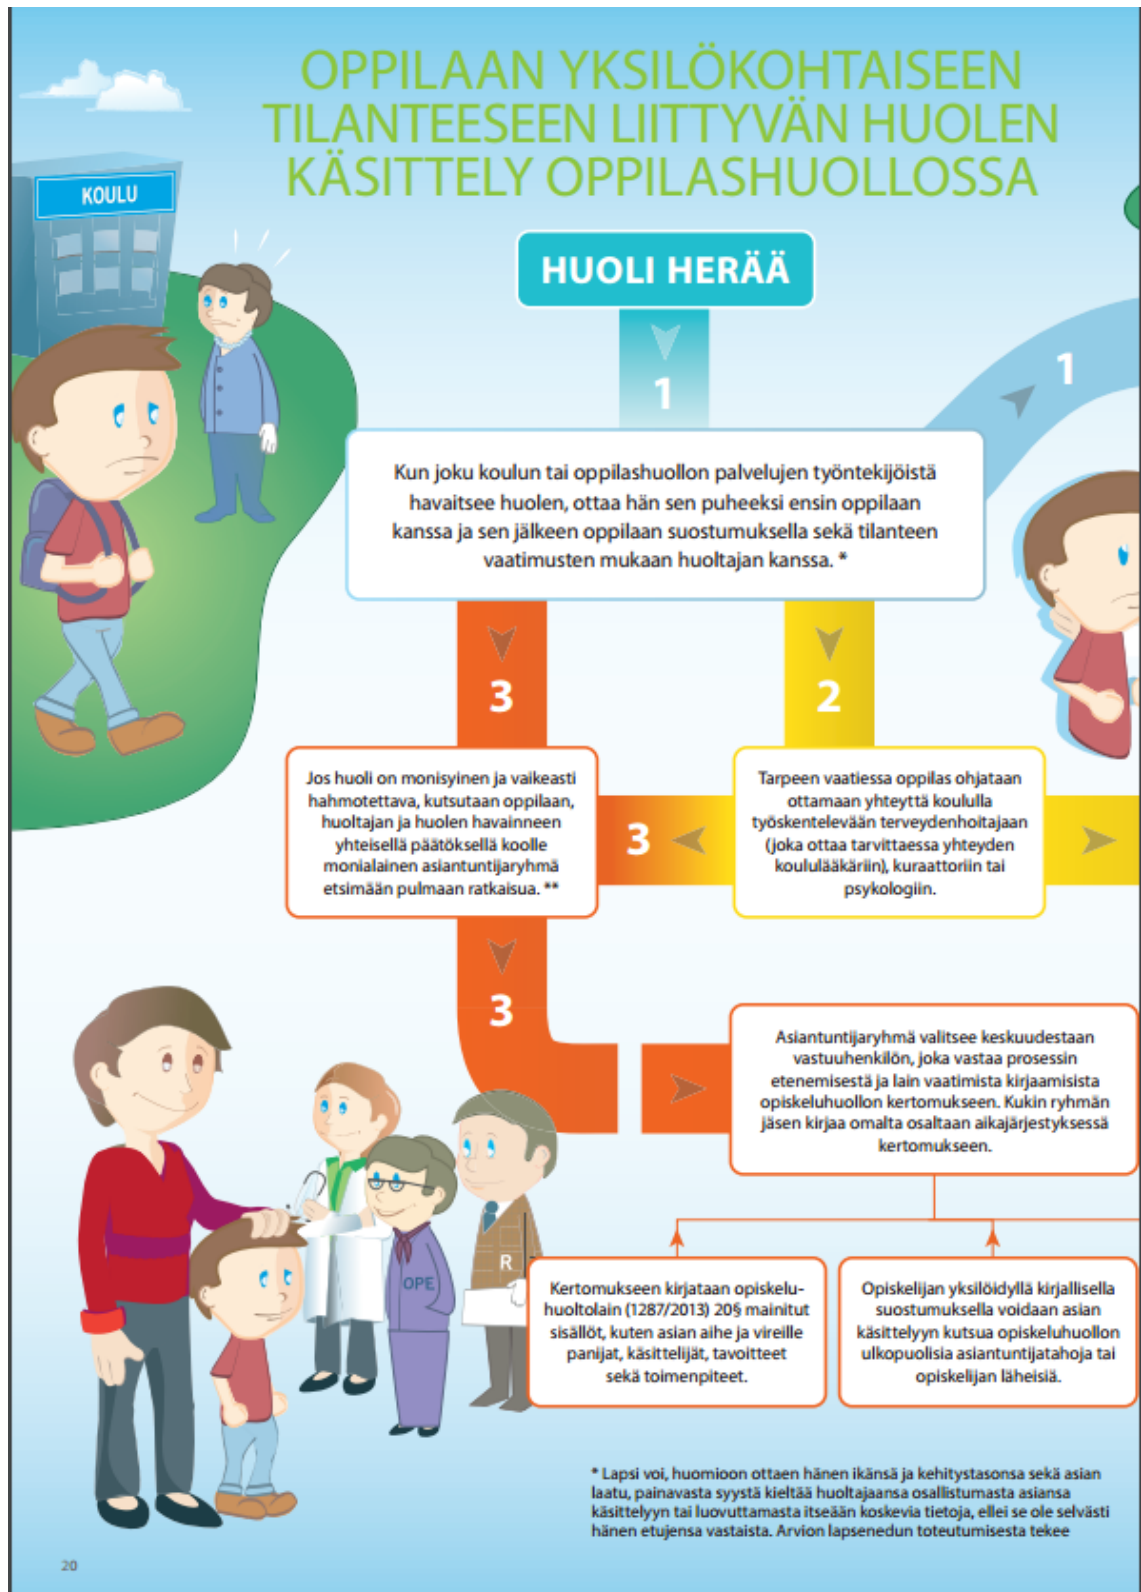 OPPILAAN YKSILÖKOHTAISEEN
TILANTEESEEN LIITTYVÄN HUOLEN
KÄSITTELY OPPILASHUOLLOSSA
KOULU
HUOLI HERÄÄ
1
1
Kun joku koulun tai oppilashuollon palvelujen työntekijöistä
havaitsee huolen, ottaa hän sen puheeksi ensin oppilaan
kanssa ja sen jälkeen oppilaan suostumuksella sekä tilanteen
vaatimusten mukaan huoltajan kanssa. *
3
2
Jos huoli on monisyinen ja vaikeasti
hahmotettava, kutsutaan oppilaan,
huoltajan ja huolen havainneen
yhteisellä päätöksellä koolle
monialainen asiantuntijaryhmä
etsimään pulmaan ratkaisua. **
3
Tarpeen vaatiessa oppilas ohjataan
ottamaan yhteyttä koululla
työskentelevään terveydenhoitajaan
(joka ottaa tarvittaessa yhteyden
koululääkäriin), kuraattoriin tai
psykologiin.
3
Asiantuntijaryhmä valitsee keskuudestaan
vastuuhenkilön, joka vastaa prosessin
etenemisestä ja lain vaatimista kirjaamisista
opiskeluhuollon kertomukseen. Kukin ryhmän
jäsen kirjaa omalta osaltaan aikajärjestyksessä
kertomukseen.
OPE
R
Kertomukseen kirjataan opiskelu-
huoltolain (1287/2013) 20§ mainitut
sisällöt, kuten asian aihe ja vireille
panijat, käsittelijät, tavoitteet
sekä toimenpiteet.
Opiskelijan yksilöidyllä kirjallisella
suostumuksella voidaan asian
käsittelyyn kutsua opiskeluhuollon
ulkopuolisia asiantuntijatahoja tai
opiskelijan läheisiä.
* Lapsi voi, huomioon ottaen hänen ikänsä ja kehitystasonsa sekä asian
laatu, painavasta syystä kieltää huoltajaansa osallistumasta asiansa
käsittelyyn tai luovuttamasta itseään koskevia tietoja, ellei se ole selvästi
hänen etujensa vastaista. Arvion lapsenedun toteutumisesta tekee
20